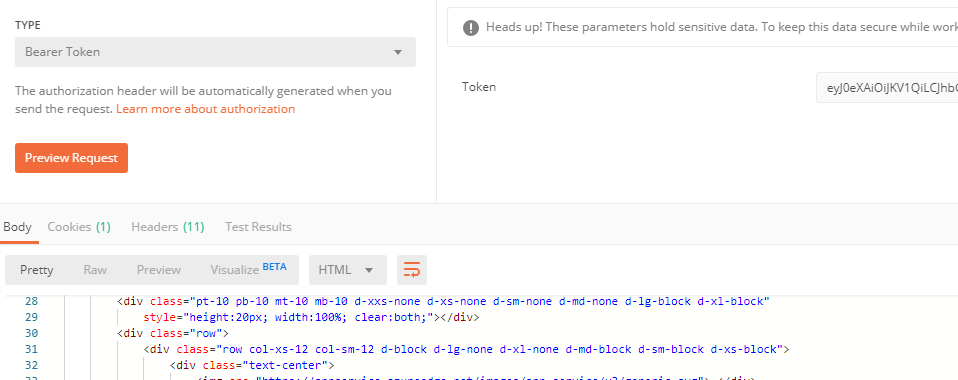 TYPE
Bearer Token
The authorization header will be automatically generated when you
send the request. Learn more about authorization
Preview Request
Heads up! These parameters hold sensitive data. To keep this data secure while work
Token
eyJ0eXAiOiJKV1QiLCJhbG
Body Cookies (1) Headers (11) Test Results
Pretty Raw Preview Visualize BETA HTML
28 <div class="pt-10 pb-10 mt-10 mb-10 d-xxs-none d-xs-none d-sm-none d-md-none d-lg-block d-xl-block"
29 style="height:20px; width:100%; clear:both;"></div>
30 <div class="row">
31 <div class="row col-xs-12 col-sm-12 d-block d-lg-none d-xl-none d-md-block d-sm-block d-xs-block">
32 <div class="text-center">